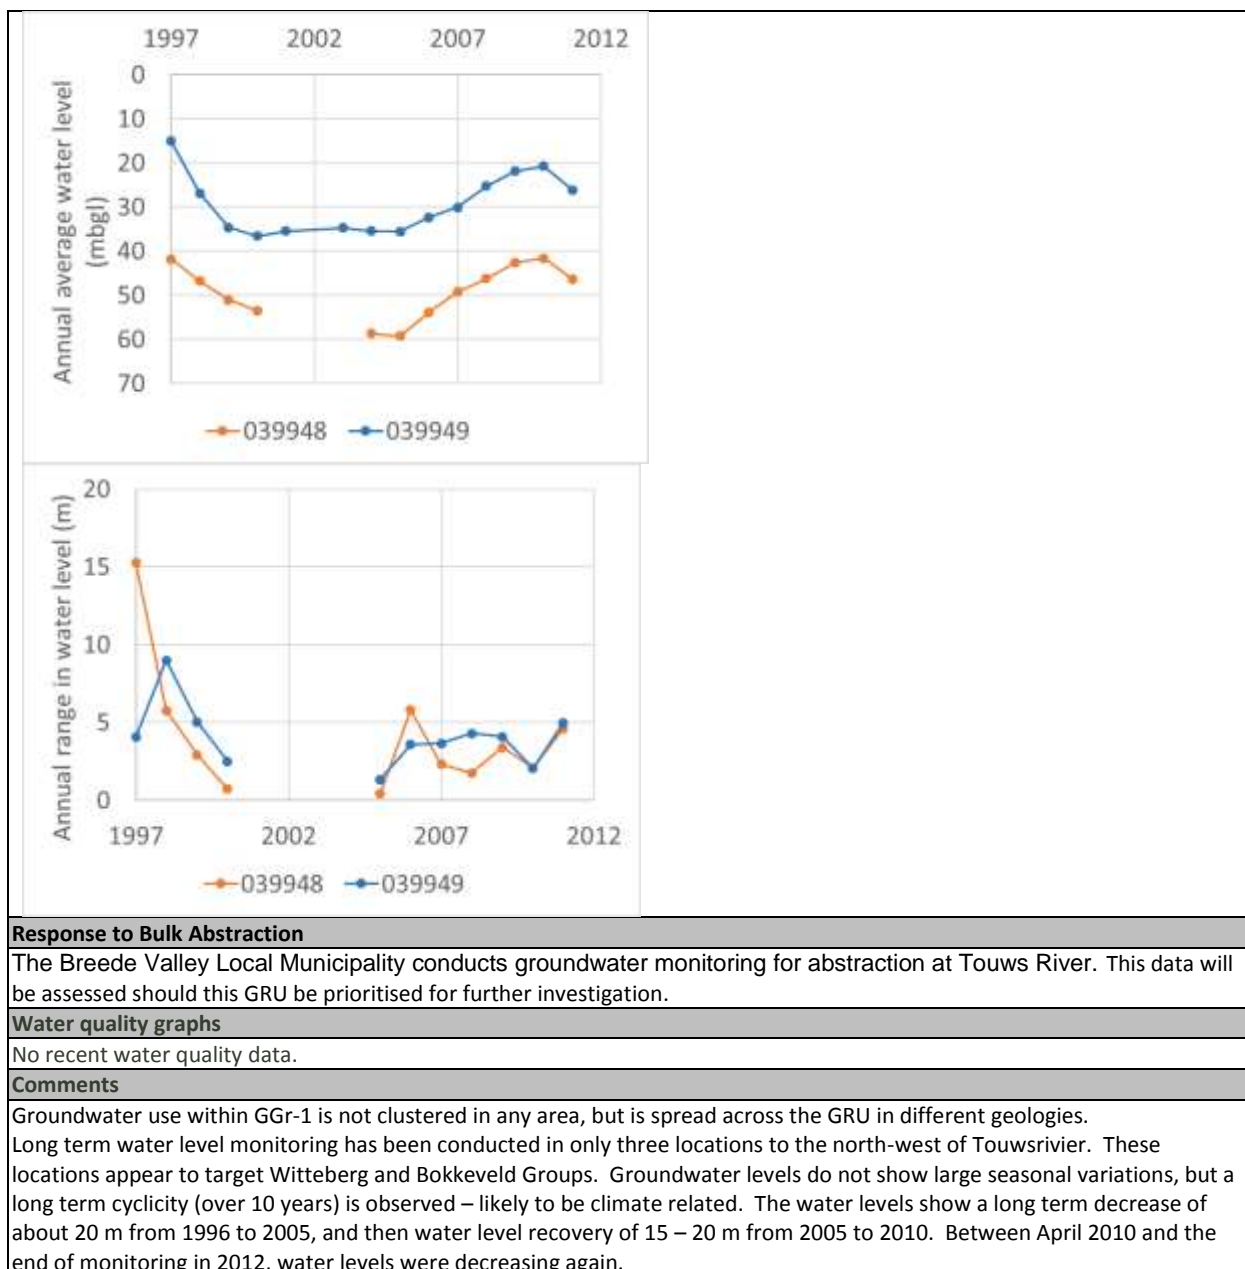 1997 2002 2007 2012
0
10
20
30
40
50
60
70
Annual average water level
(mbgl)
039948 039949
20
15
10
5
0
Annual range in water level (m)
1997 2002 2007 2012
039948 039949
Response to Bulk Abstraction
The Breede Valley Local Municipality conducts groundwater monitoring for abstraction at Touws River. This data will
be assessed should this GRU be prioritised for further investigation.
Water quality graphs
No recent water quality data.
Comments
Groundwater use within GGr-1 is not clustered in any area, but is spread across the GRU in different geologies.
Long term water level monitoring has been conducted in only three locations to the north-west of Touwsrivier. These
locations appear to target Witteberg and Bokkeveld Groups. Groundwater levels do not show large seasonal variations, but a
long term cyclicity (over 10 years) is observed – likely to be climate related. The water levels show a long term decrease of
about 20 m from 1996 to 2005, and then water level recovery of 15 – 20 m from 2005 to 2010. Between April 2010 and the
end of monitoring in 2012, water levels were decreasing again.